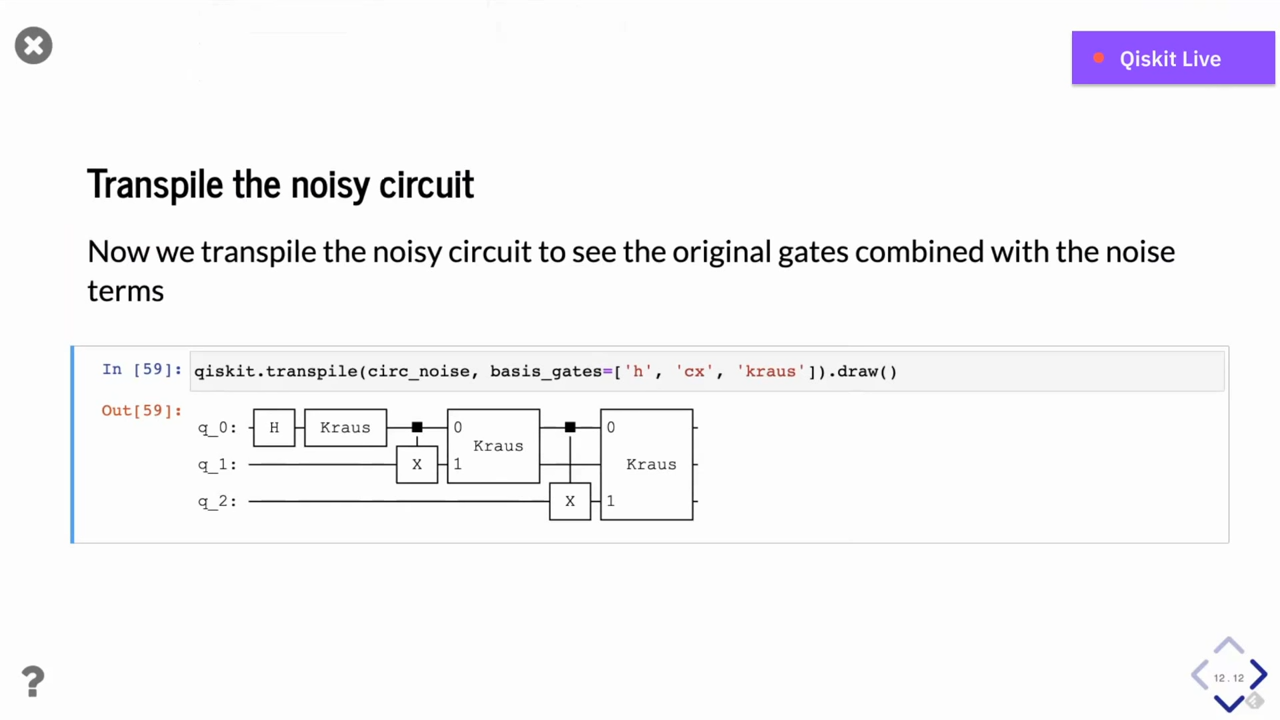 Qiskit Live
Transpile the noisy circuit
Now we transpile the noisy circuit to see the original gates combined with the noise
terms
In [59]: qiskit.transpile(circ_noise, basis_gates=['h', 'cx', 'kraus']).draw()
Out[59]:
q_0: H Kraus 0 Kraus 0 Kraus
q_1: X 1
q_2: X 1
?
12.12